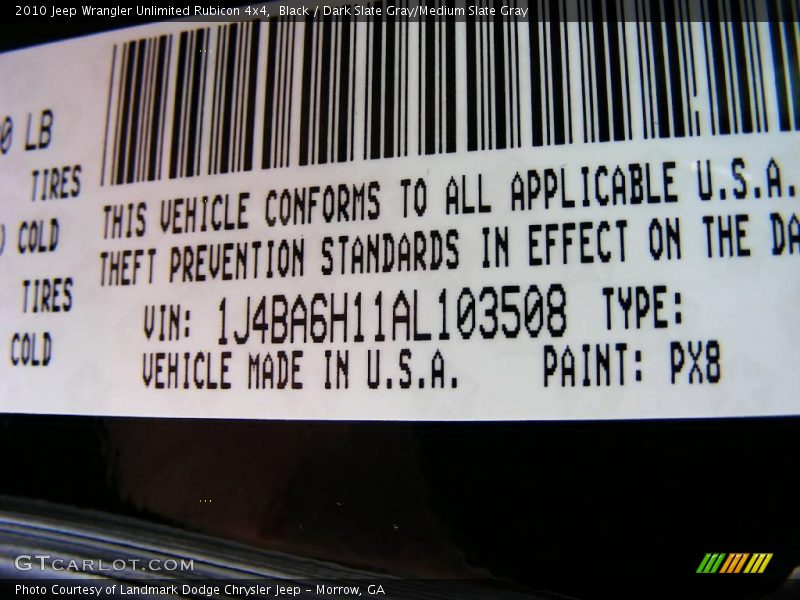 2010 Jeep Wrangler Unlimited Rubicon 4x4,  Black / Dark Slate Gray/Medium Slate Gray
LB
TIRES
COLD
TIRES
COLD
THIS VEHICLE CONFORMS TO ALL APPLICABLE U.S.A.
THEFT PREVENTION STANDARDS IN EFFECT ON THE DA
VIN: 1J4BA6H11AL103508 TYPE:
VEHICLE MADE IN U.S.A. PAINT: PX8
GTCARLOT.COM
Photo Courtesy of Landmark Dodge Chrysler Jeep - Morrow, GA